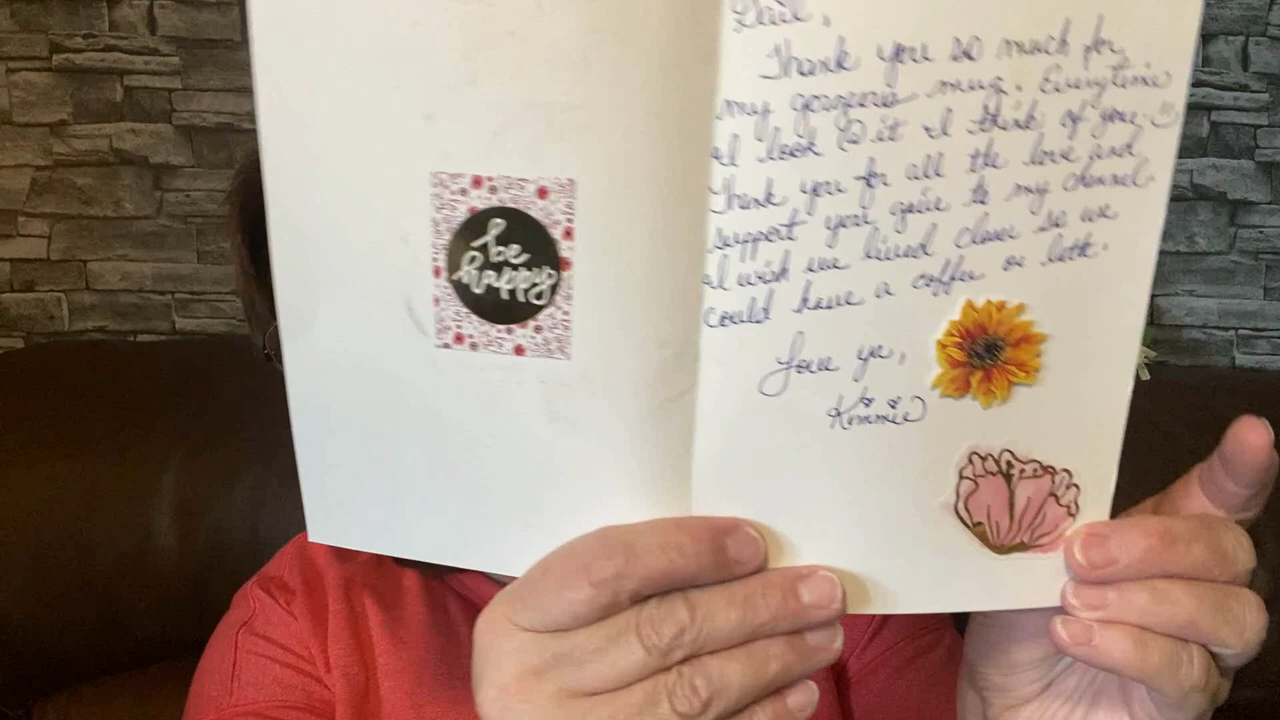 be
happy
Thank you so much for
my gorgeous mug. Everytime
I look @ it I think of you. ☺
Thank you for all the love and
support you give to my channel.
I wish we lived closer so we
could have a coffee or
Love ya,
Kimmie